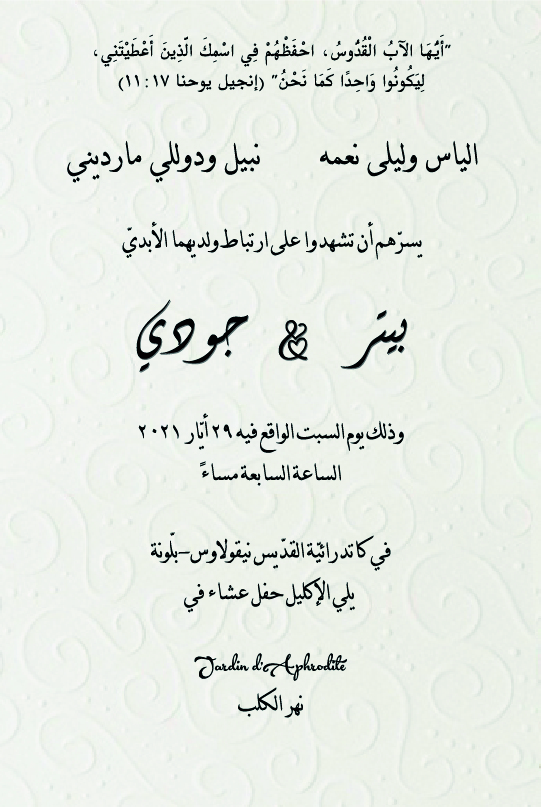 "أَيُّهَا الآبُ الْقُدُّوسُ، احْفَظْهُمْ فِي اسْمِكَ الَّذِينَ أَعْطَيْتَنِي،
لِيَكُونُوا وَاحِدًا كَمَا نَحْنُ" (إنجيل يوحنا ١٧:١١)
الياس وليلى نعمه نبيل ودوللي مارديني
يسرّهم أن تشهدوا على ارتباط ولديهما الأبديّ
بيتر & جودي
وذلك يوم السبت الواقع فيه ٢٩ أيّار ٢٠٢١
الساعة السابعة مساءً
في كاتدرائيّة القدّيس نيقولاوس-بلّونة
يلي الإكليل حفل عشاء في
Jardin d'Aphrodite
نهر الكلب